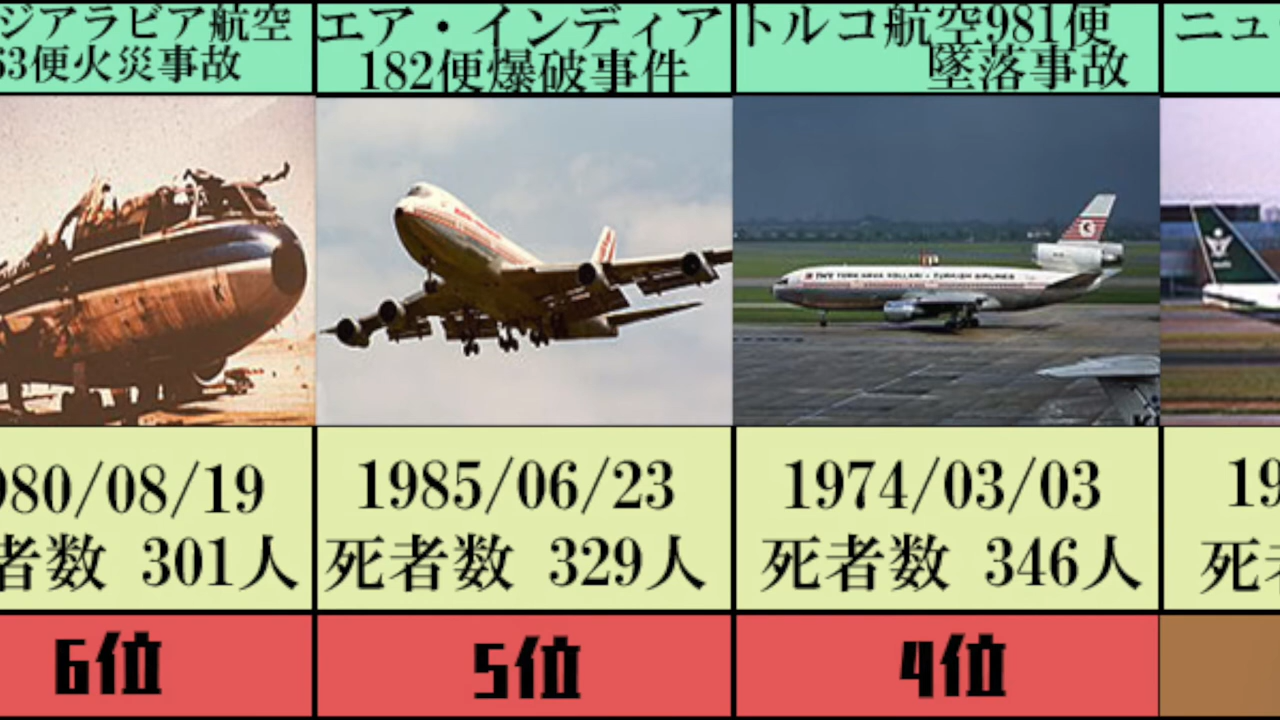 ジアラビア航空
63便火災事故
エア・インディア
182便爆破事件
トルコ航空981便
墜落事故
ニュ
980/08/19
者数 301人
1985/06/23
死者数 329人
1974/03/03
死者数 346人
19
死
6位
5位
4位